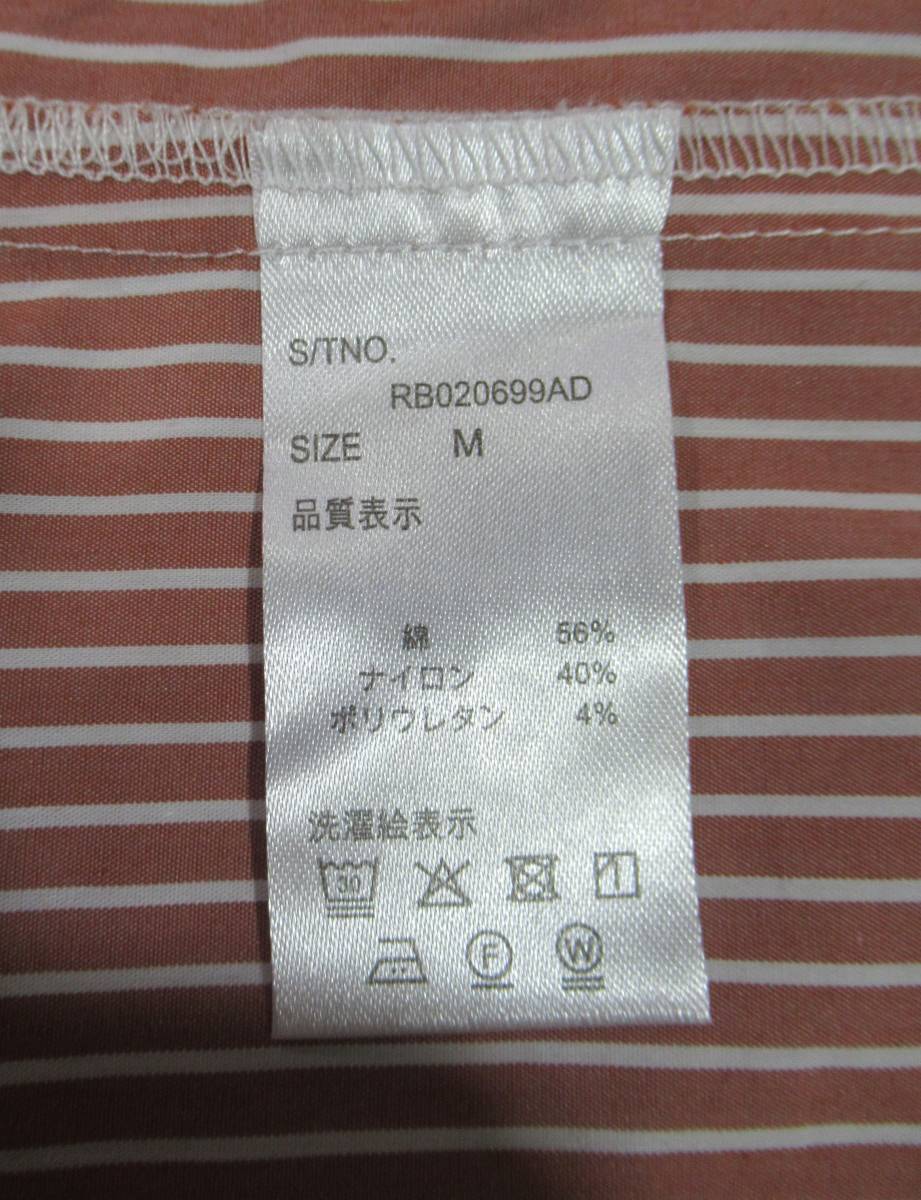 S/TNO.
RB020699AD
SIZE M
品質表示
綿 56%
ナイロン 40%
ポリウレタン 4%
洗濯絵表示
30
F W